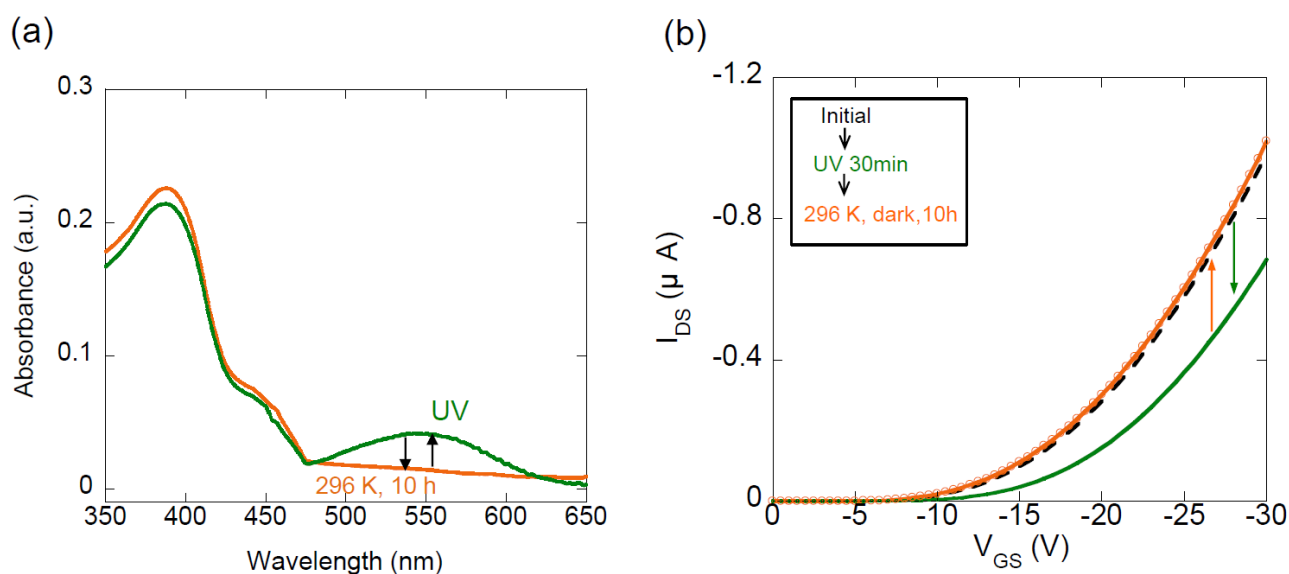 (a)
0.3
0.2
0.1
0
Absorbance (a.u.)
UV
296 K, 10 h
350 400 450 500 550 600 650
Wavelength (nm)
(b)
-1.2
-0.8
-0.4
0
I_DS (μ A)
Initial
UV 30min
296 K, dark,10h
0 -5 -10 -15 -20 -25 -30
V_GS (V)